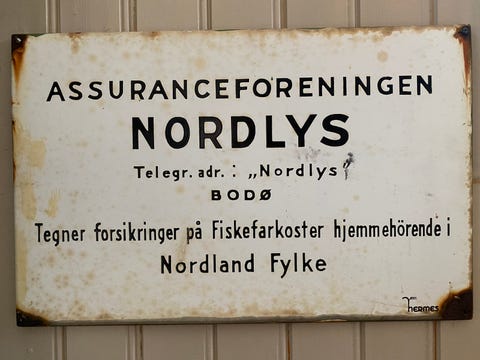 ASSURANCEFORENINGEN
NORDLYS
Telegr. adr. : „Nordlys”
BODØ
Tegner forsikringer på Fiskefarkoster hjemmehörende i
Nordland Fylke
HERMES